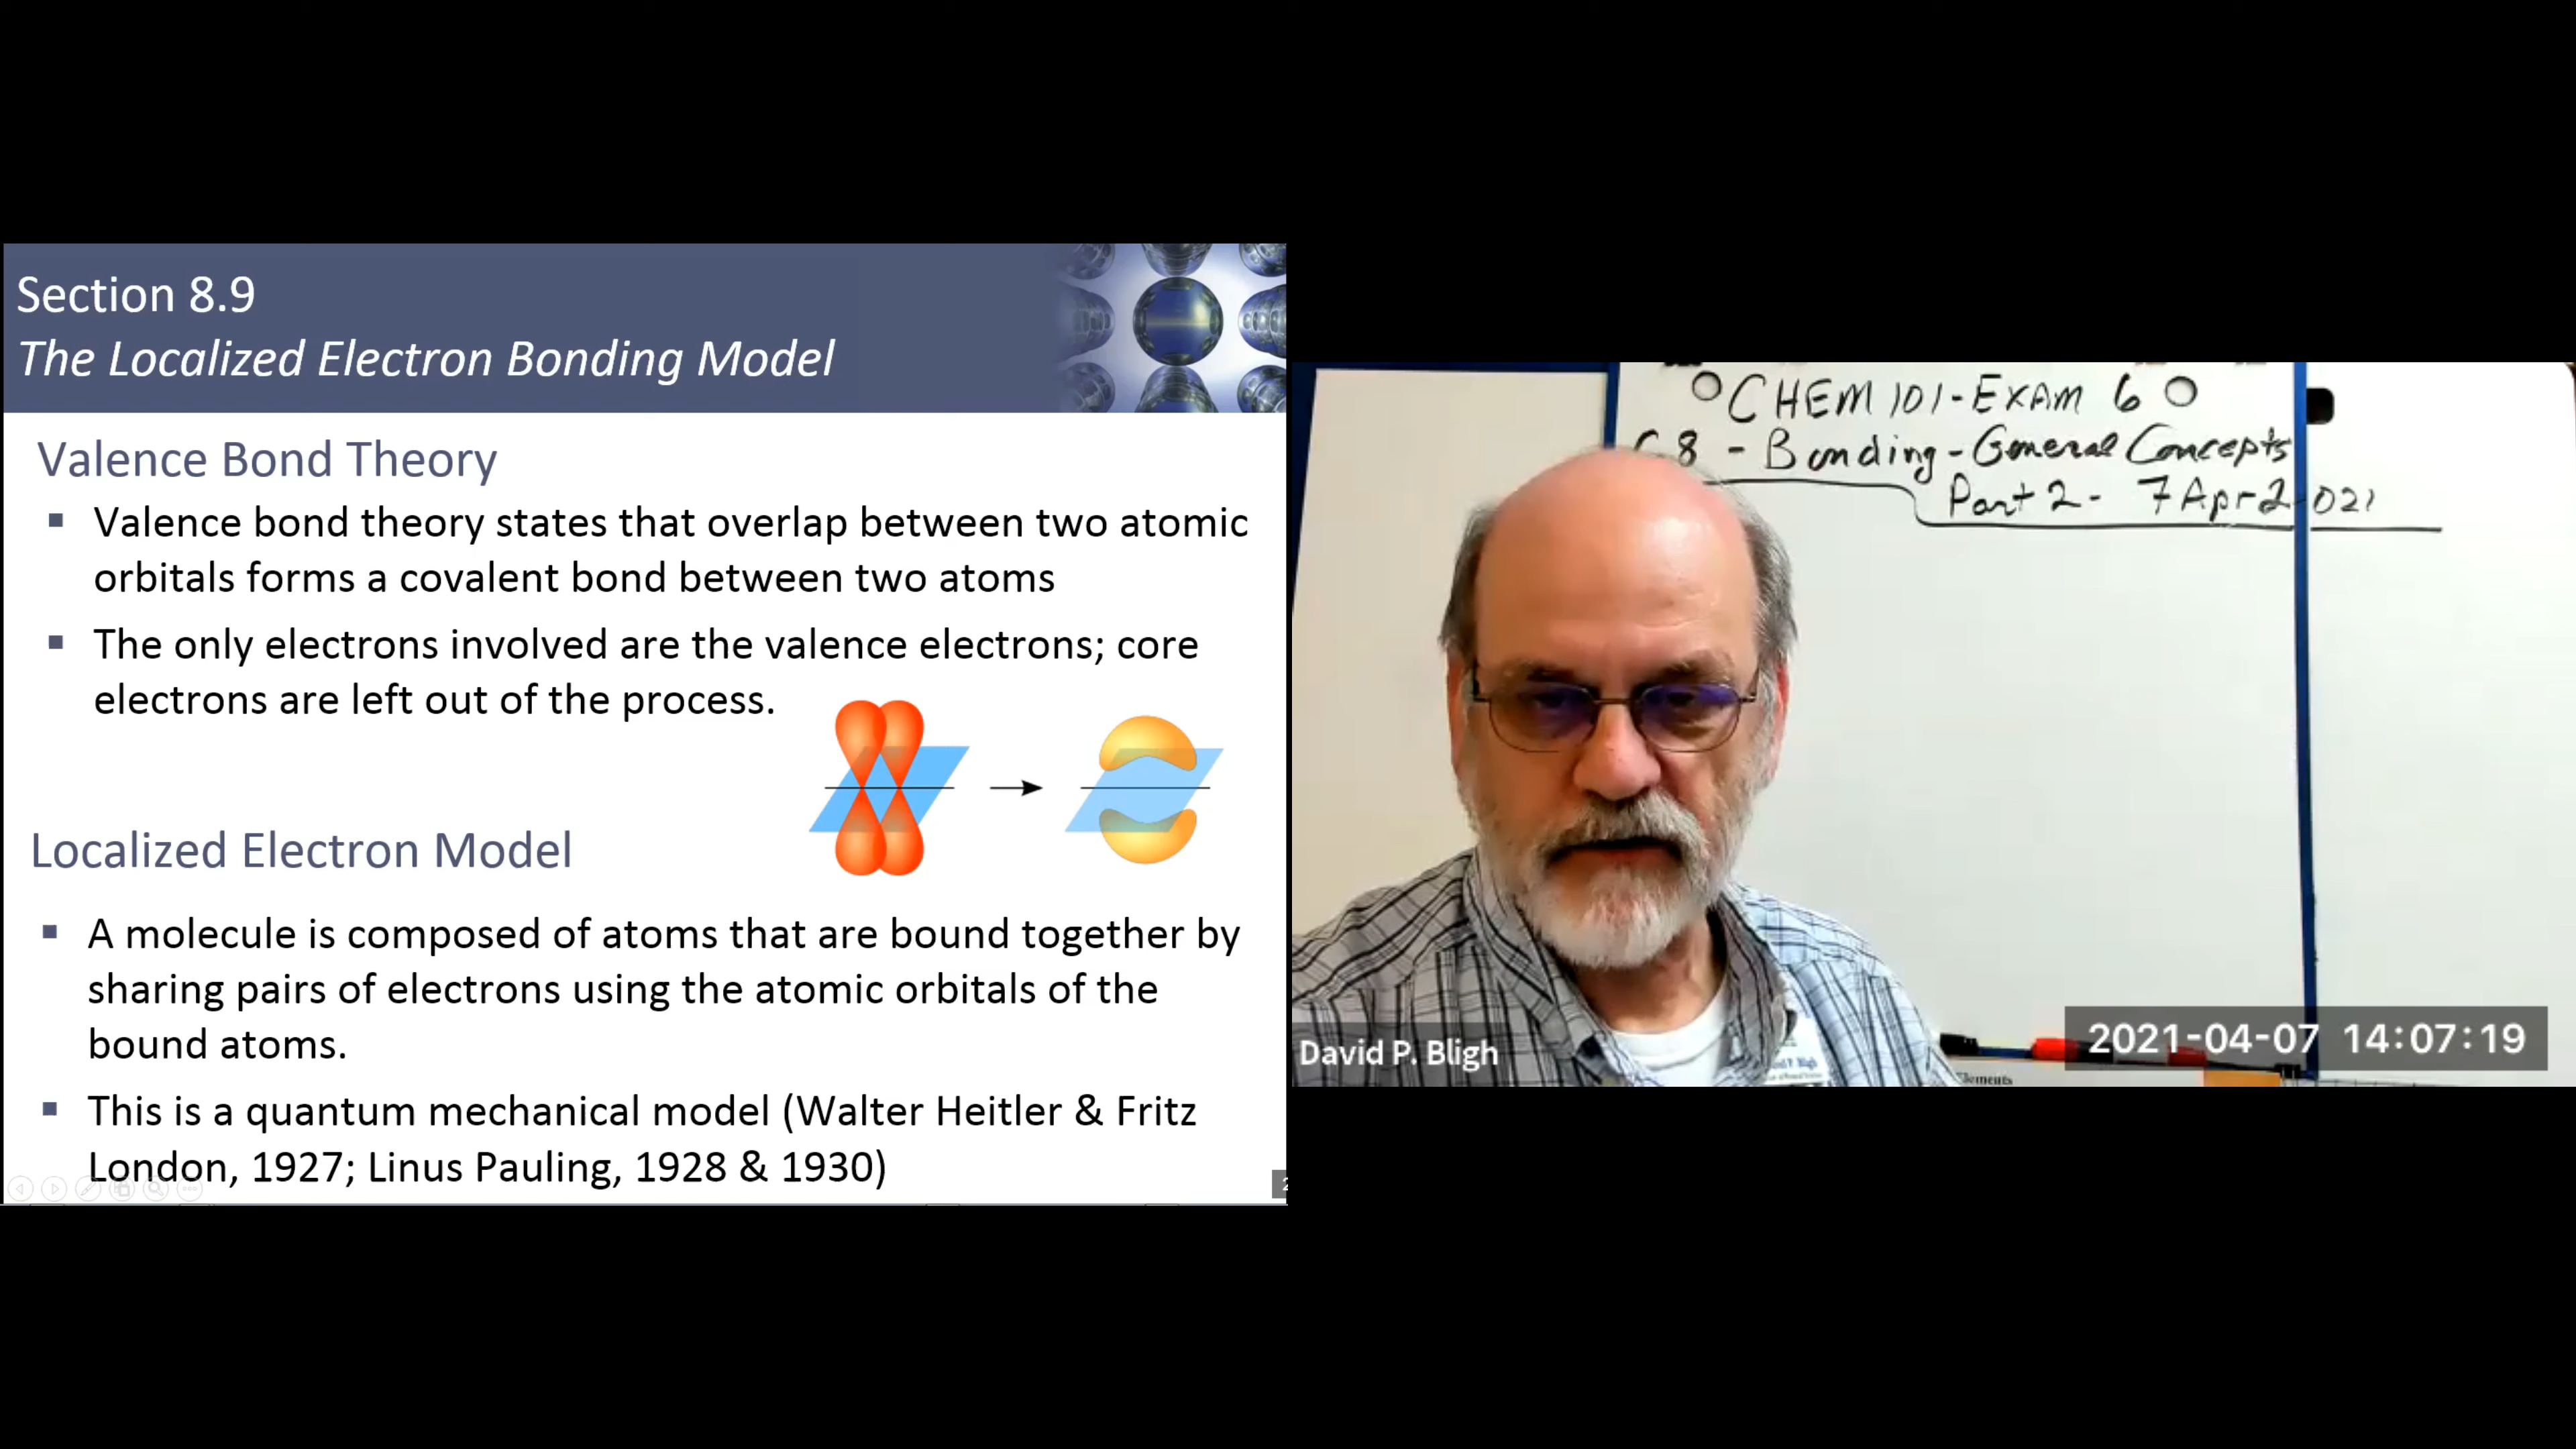 Section 8.9
The Localized Electron Bonding Model
Valence Bond Theory
▪ Valence bond theory states that overlap between two atomic
orbitals forms a covalent bond between two atoms
▪ The only electrons involved are the valence electrons; core
electrons are left out of the process.
Localized Electron Model
▪ A molecule is composed of atoms that are bound together by
sharing pairs of electrons using the atomic orbitals of the
bound atoms.
▪ This is a quantum mechanical model (Walter Heitler & Fritz
London, 1927; Linus Pauling, 1928 & 1930)
2
CHEM 101-EXAM 6
C 8 - Bonding - General Concepts
Part 2 - 7 Apr 2021
David P. Bligh
2021-04-07 14:07:19